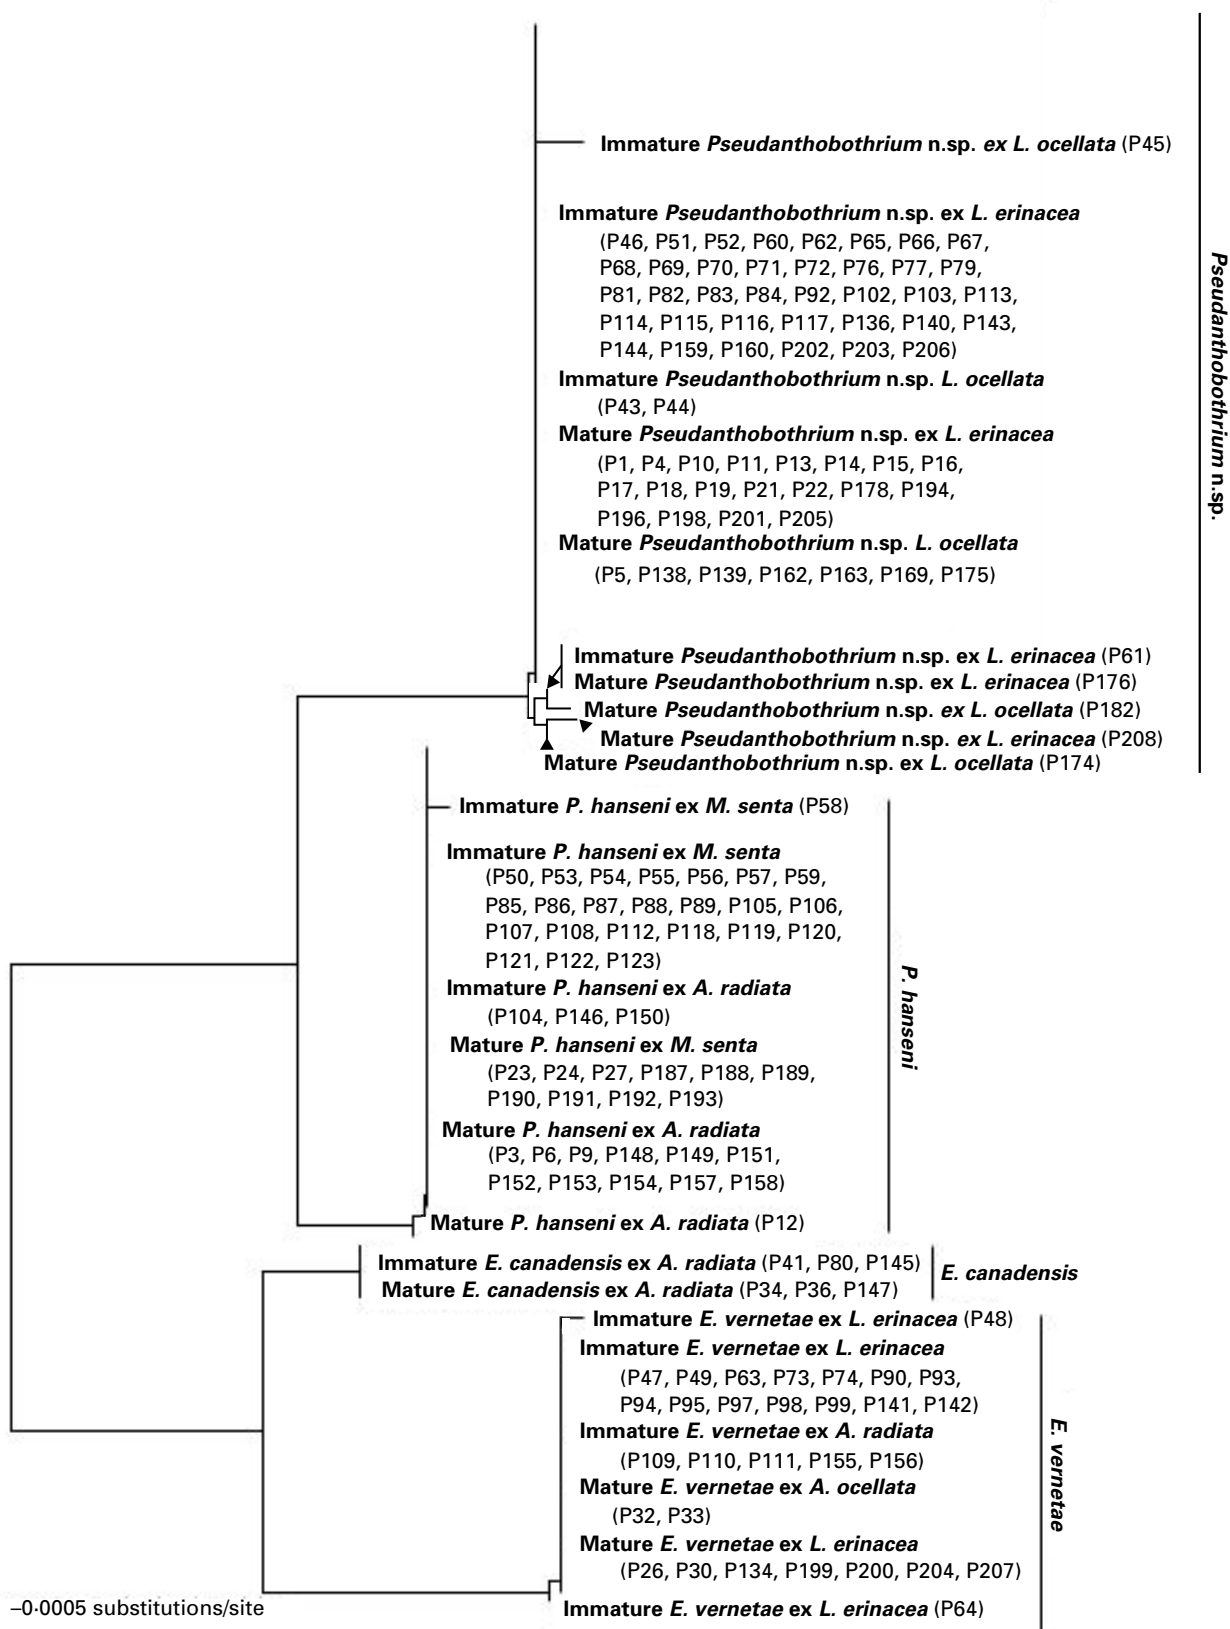 Immature Pseudanthobothrium n.sp. ex L. ocellata (P45)
Immature Pseudanthobothrium n.sp. ex L. erinacea
(P46, P51, P52, P60, P62, P65, P66, P67,
P68, P69, P70, P71, P72, P76, P77, P79,
P81, P82, P83, P84, P92, P102, P103, P113,
P114, P115, P116, P117, P136, P140, P143,
P144, P159, P160, P202, P203, P206)
Immature Pseudanthobothrium n.sp. L. ocellata
(P43, P44)
Mature Pseudanthobothrium n.sp. ex L. erinacea
(P1, P4, P10, P11, P13, P14, P15, P16,
P17, P18, P19, P21, P22, P178, P194,
P196, P198, P201, P205)
Mature Pseudanthobothrium n.sp. L. ocellata
(P5, P138, P139, P162, P163, P169, P175)
Immature Pseudanthobothrium n.sp. ex L. erinacea (P61)
Mature Pseudanthobothrium n.sp. ex L. erinacea (P176)
Mature Pseudanthobothrium n.sp. ex L. ocellata (P182)
Mature Pseudanthobothrium n.sp. ex L. erinacea (P208)
Mature Pseudanthobothrium n.sp. ex L. ocellata (P174)
Pseudanthobothrium n.sp.
Immature P. hanseni ex M. senta (P58)
Immature P. hanseni ex M. senta
(P50, P53, P54, P55, P56, P57, P59,
P85, P86, P87, P88, P89, P105, P106,
P107, P108, P112, P118, P119, P120,
P121, P122, P123)
Immature P. hanseni ex A. radiata
(P104, P146, P150)
Mature P. hanseni ex M. senta
(P23, P24, P27, P187, P188, P189,
P190, P191, P192, P193)
Mature P. hanseni ex A. radiata
(P3, P6, P9, P148, P149, P151,
P152, P153, P154, P157, P158)
Mature P. hanseni ex A. radiata (P12)
P. hanseni
Immature E. canadensis ex A. radiata (P41, P80, P145)
Mature E. canadensis ex A. radiata (P34, P36, P147)
E. canadensis
Immature E. vernetae ex L. erinacea (P48)
Immature E. vernetae ex L. erinacea
(P47, P49, P63, P73, P74, P90, P93,
P94, P95, P97, P98, P99, P141, P142)
Immature E. vernetae ex A. radiata
(P109, P110, P111, P155, P156)
Mature E. vernetae ex A. ocellata
(P32, P33)
Mature E. vernetae ex L. erinacea
(P26, P30, P134, P199, P200, P204, P207)
Immature E. vernetae ex L. erinacea (P64)
E. vernetae
–0·0005 substitutions/site